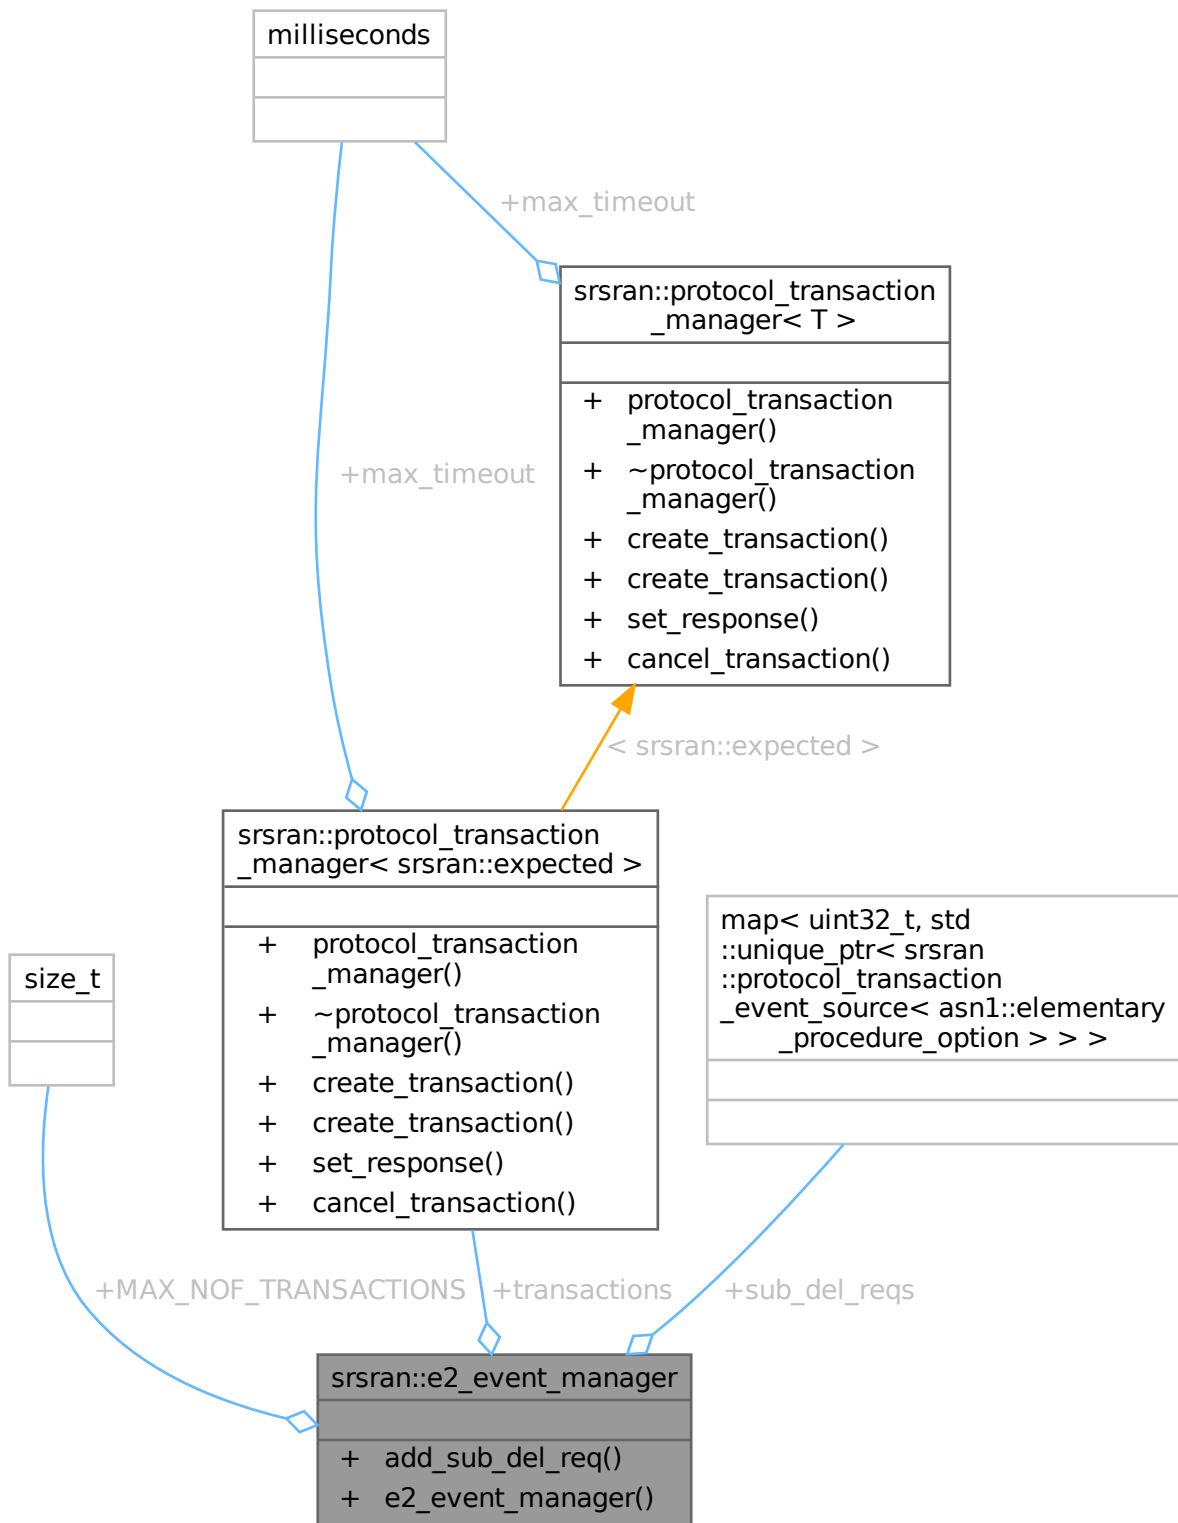 milliseconds
+max_timeout
srsran::protocol_transaction
_manager< T >
+ protocol_transaction
_manager()
+ ~protocol_transaction
_manager()
+ create_transaction()
+ create_transaction()
+ set_response()
+ cancel_transaction()
+max_timeout
< srsran::expected >
srsran::protocol_transaction
_manager< srsran::expected >
+ protocol_transaction
_manager()
+ ~protocol_transaction
_manager()
+ create_transaction()
+ create_transaction()
+ set_response()
+ cancel_transaction()
map< uint32_t, std
::unique_ptr< srsran
::protocol_transaction
_event_source< asn1::elementary
_procedure_option > > >
size_t
+MAX_NOF_TRANSACTIONS
+transactions
+sub_del_reqs
srsran::e2_event_manager
+ add_sub_del_req()
+ e2_event_manager()